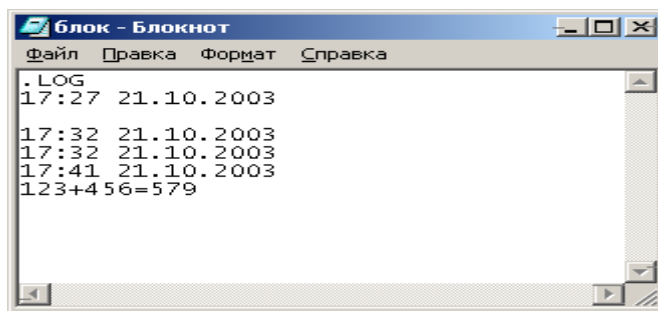 блок - Блокнот
Файл Правка Формат Справка
.LOG
17:27 21.10.2003
17:32 21.10.2003
17:32 21.10.2003
17:41 21.10.2003
123+456=579